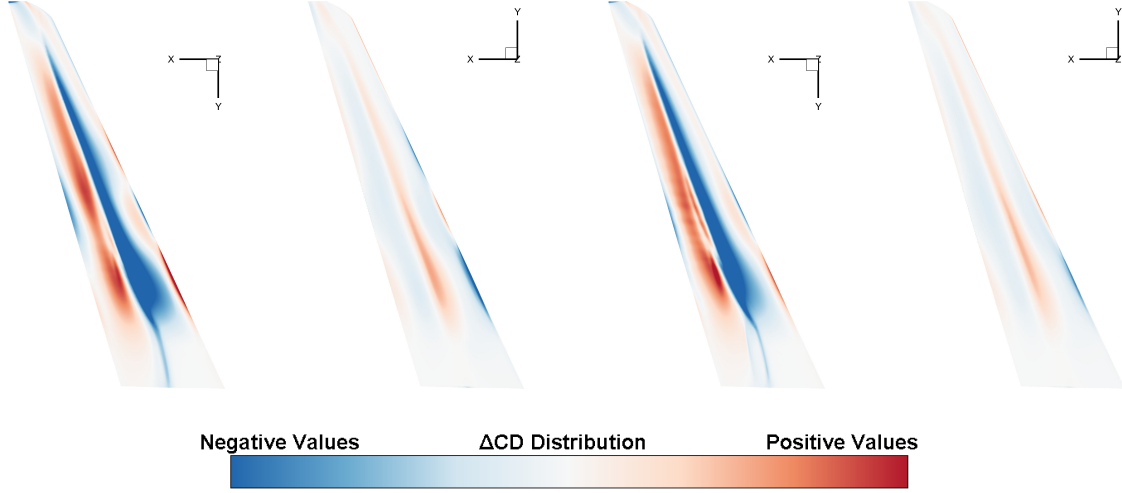 Y
Y
X Z
X Z
X Z
X Z
Y
Y
Negative Values ΔCD Distribution Positive Values